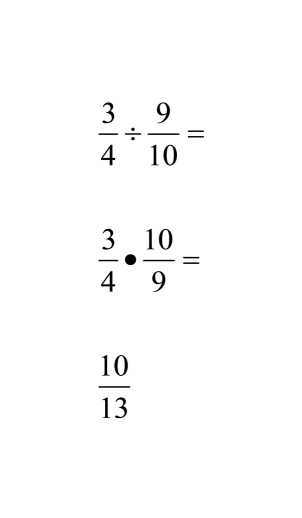 3/4 ÷ 9/10 =
3/4 • 10/9 =
10/13